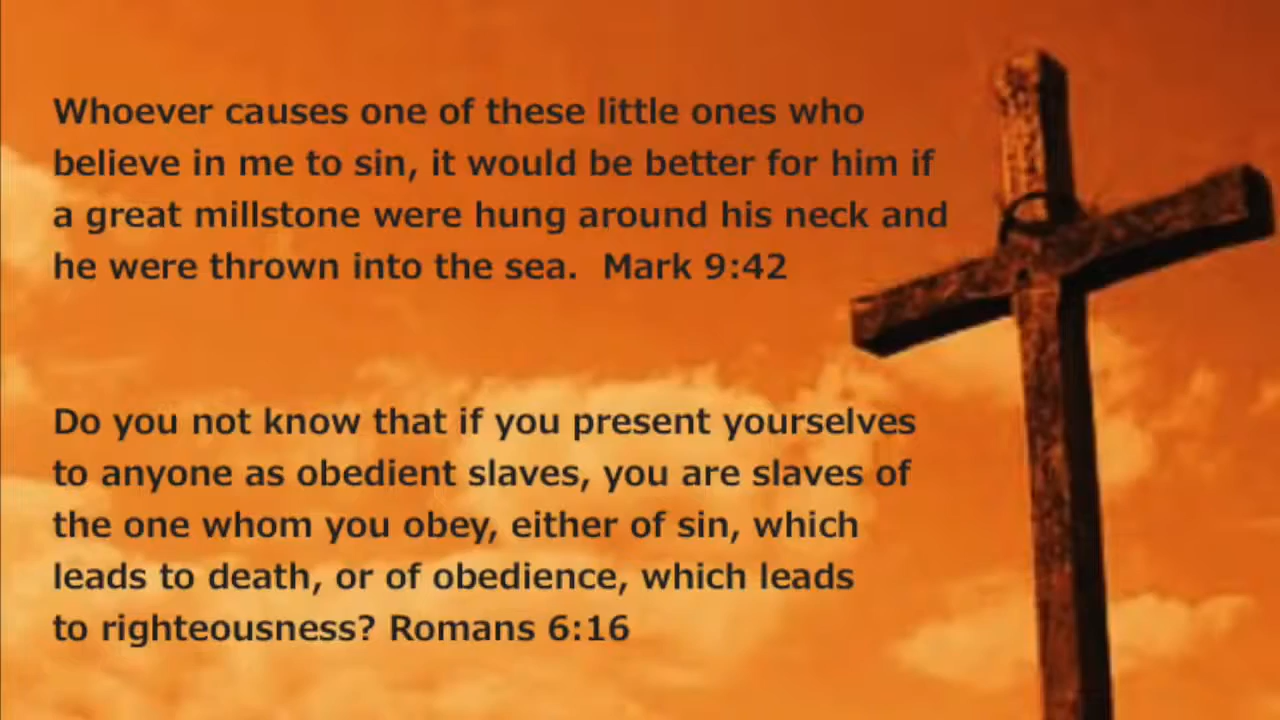 Whoever causes one of these little ones who
believe in me to sin, it would be better for him if
a great millstone were hung around his neck and
he were thrown into the sea.  Mark 9:42
Do you not know that if you present yourselves
to anyone as obedient slaves, you are slaves of
the one whom you obey, either of sin, which
leads to death, or of obedience, which leads
to righteousness? Romans 6:16